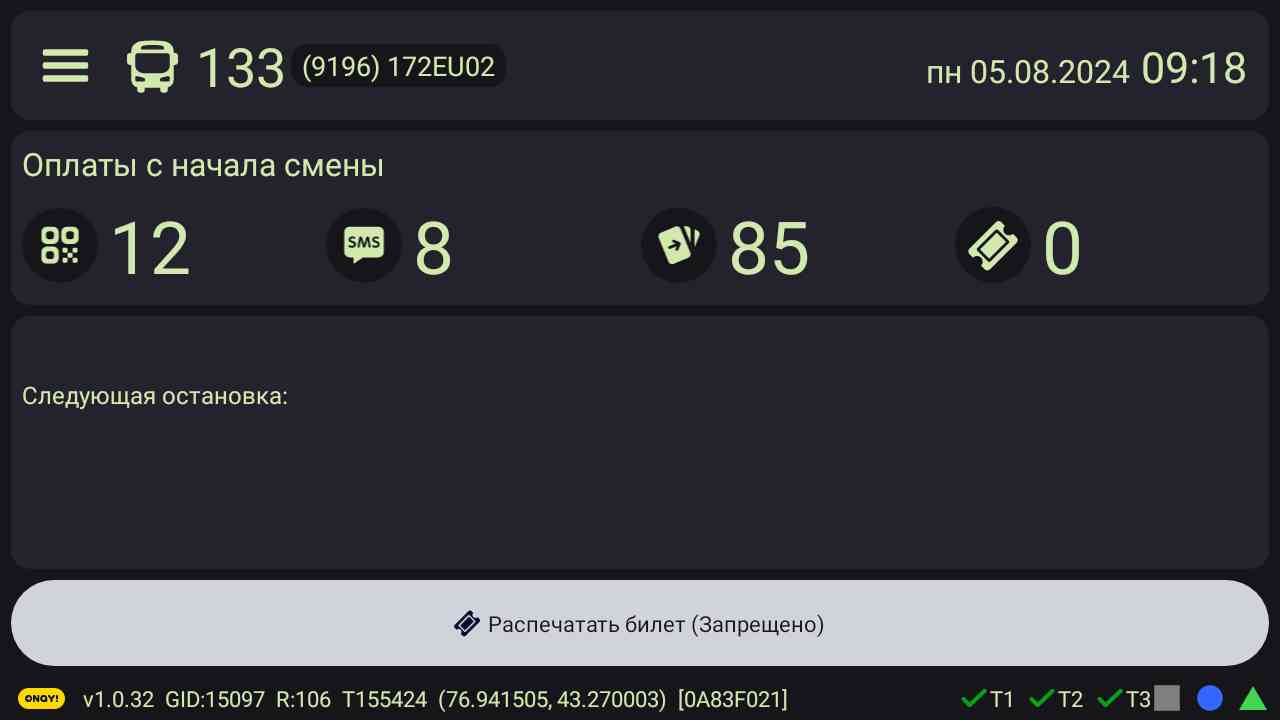 133 (9196) 172EU02 пн 05.08.2024 09:18
Оплаты с начала смены
12 SMS 8 85 0
Следующая остановка:
Распечатать билет (Запрещено)
ONAY! v1.0.32 GID:15097 R:106 T155424 (76.941505, 43.270003) [0A83F021] T1 T2 T3